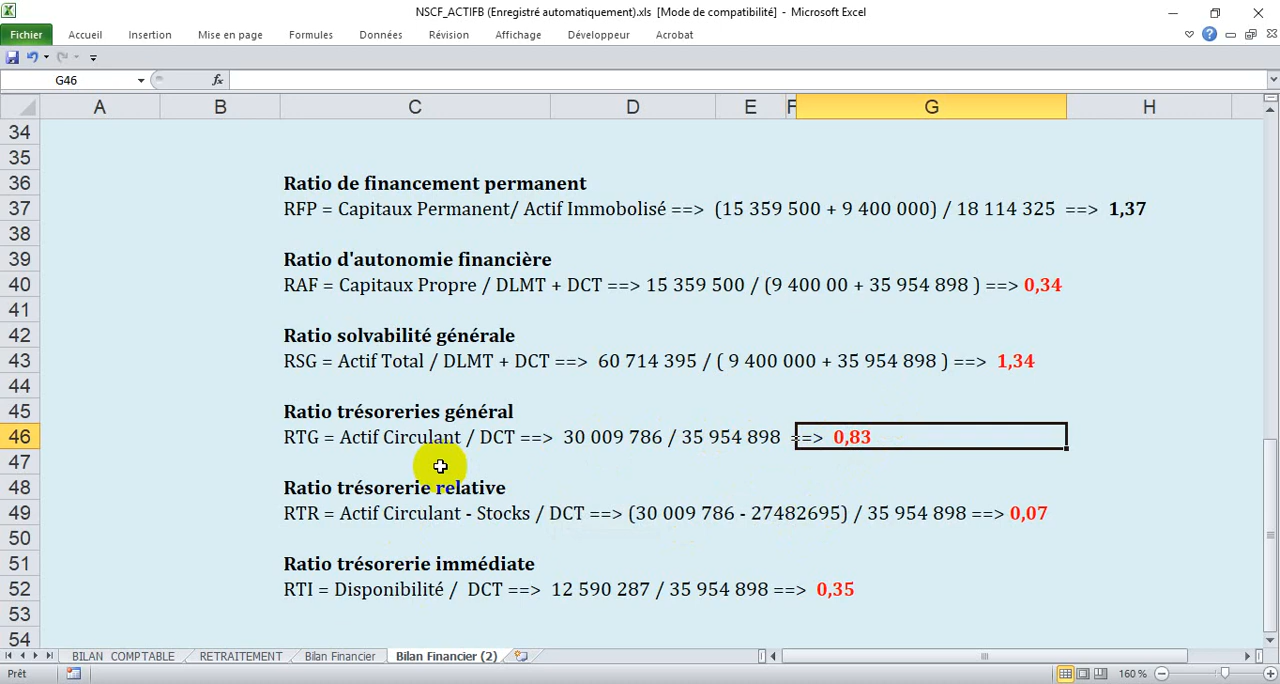 NSCF_ACTIFB (Enregistré automatiquement).xls [Mode de compatibilité] - Microsoft Excel
Fichier Accueil Insertion Mise en page Formules Données Révision Affichage Développeur Acrobat
G46 fx
A B C D E F G H
34
35
36 Ratio de financement permanent
37 RFP = Capitaux Permanent/ Actif Immobolisé ==> (15 359 500 + 9 400 000) / 18 114 325 ==> 1,37
38
39 Ratio d'autonomie financière
40 RAF = Capitaux Propre / DLMT + DCT ==> 15 359 500 / (9 400 00 + 35 954 898 ) ==> 0,34
41
42 Ratio solvabilité générale
43 RSG = Actif Total / DLMT + DCT ==> 60 714 395 / ( 9 400 000 + 35 954 898 ) ==> 1,34
44
45 Ratio trésoreries général
46 RTG = Actif Circulant / DCT ==> 30 009 786 / 35 954 898 ==> 0,83
47
48 Ratio trésorerie relative
49 RTR = Actif Circulant - Stocks / DCT ==> (30 009 786 - 27482695) / 35 954 898 ==> 0,07
50
51 Ratio trésorerie immédiate
52 RTI = Disponibilité / DCT ==> 12 590 287 / 35 954 898 ==> 0,35
53
54
BILAN COMPTABLE RETRAITEMENT Bilan Financier Bilan Financier (2)
Prêt 160 %